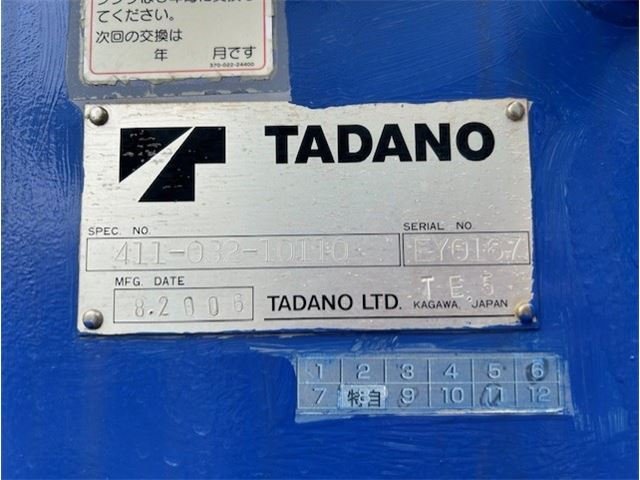 てください。
次回の交換は
年 月です
370-022-24400
TADANO
SPEC. NO. SERIAL NO
411-032-10110 EY0167
MFG. DATE TE5
8.2006 TADANO LTD. KAGAWA, JAPAN
1 2 3 4 5 6
7 特自 9 10 11 12